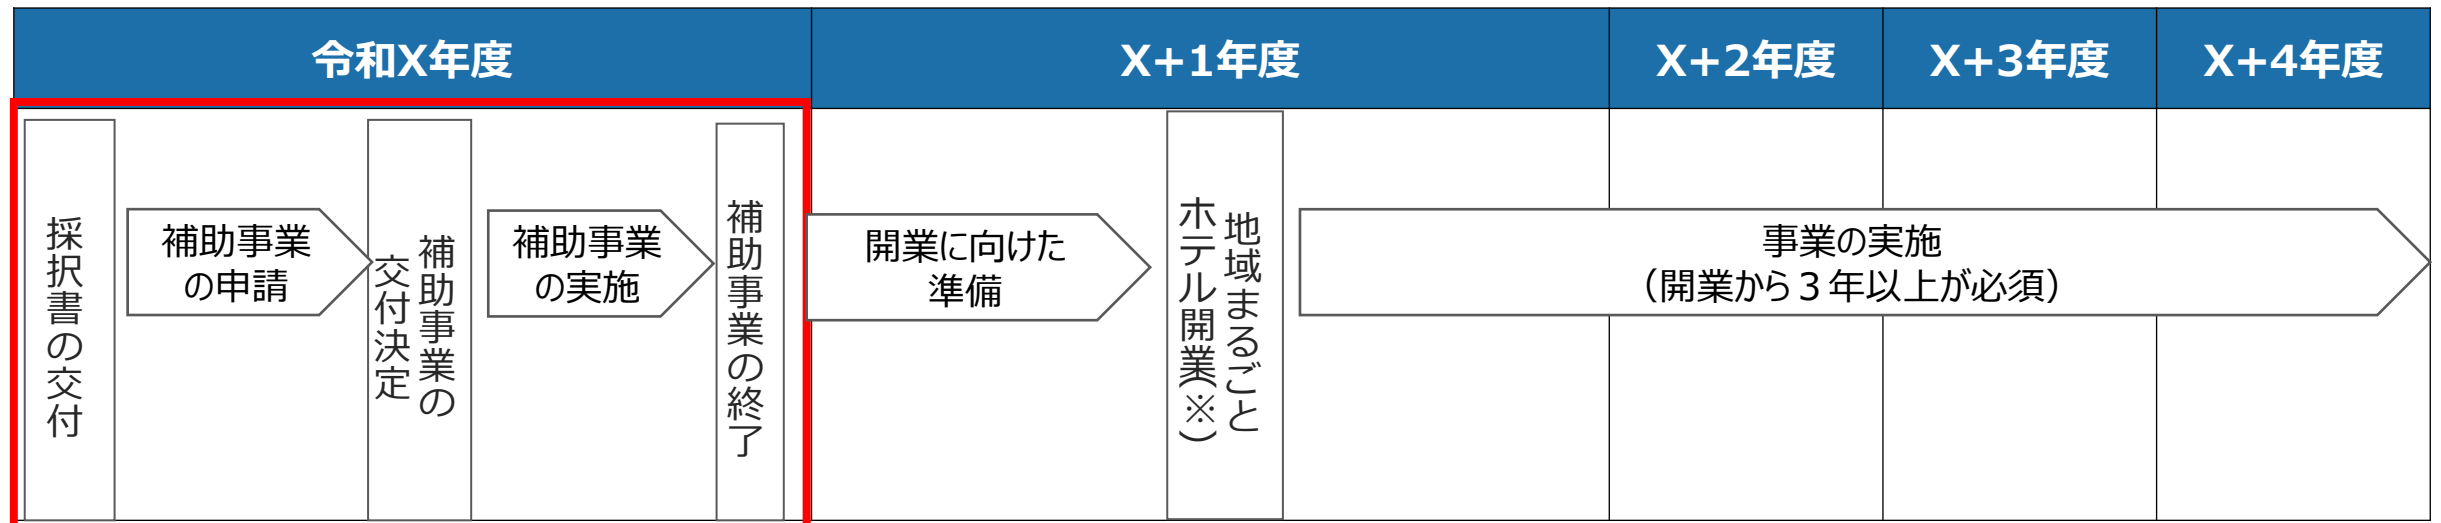 令和X年度
X+1年度
X+2年度
X+3年度
X+4年度
採択書の交付
補助事業
の申請
補助事業の
交付決定
補助事業
の実施
補助事業の終了
開業に向けた
準備
地域まるごと
ホテル開業(※)
事業の実施
（開業から３年以上が必須）